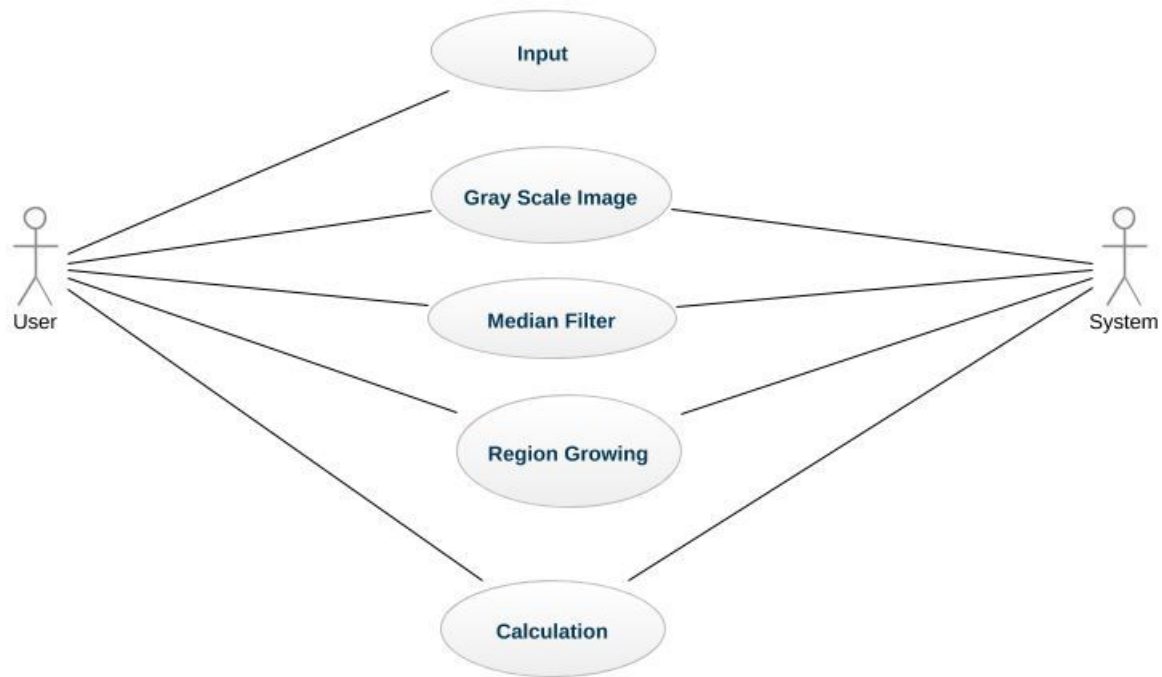 Input
Gray Scale Image
Median Filter
User
System
Region Growing
Calculation